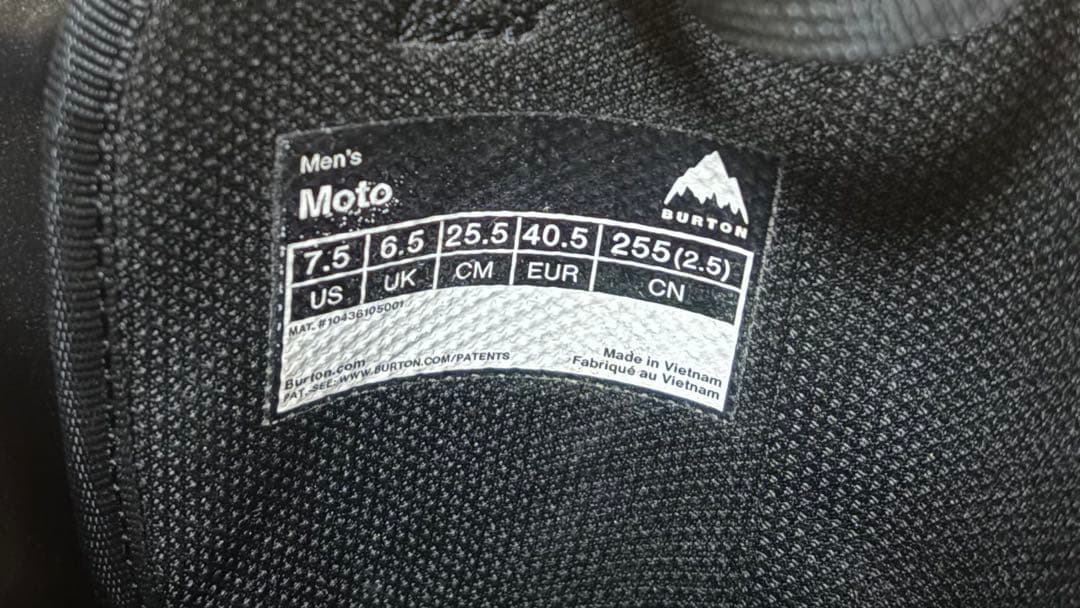 Men's
Moto
BURTON
7.5 6.5 25.5 40.5 255(2.5)
US UK CM EUR CN
MAT. #10436105001
Burton.com
PAT.-SEE: WWW.BURTON.COM/PATENTS
Made in Vietnam
Fabriqué au Vietnam